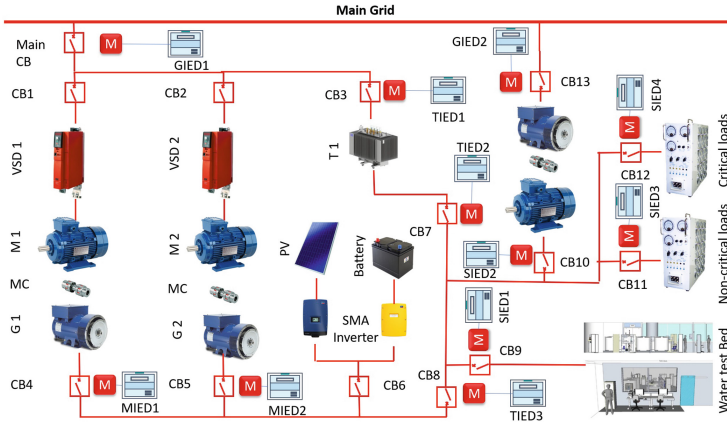 Main Grid
Main
CB
M
GIED1
GIED2
M
CB13
SIED4
M
CB1
CB2
CB3
M
TIED1
CB12
Critical loads
VSD 1
VSD 2
T 1
TIED2
M
CB7
SIED3
M
M 1
M 2
PV
Battery
SIED2
M
CB10
CB11
Non-critical loads
MC
MC
SIED1
M
G 1
G 2
SMA
Inverter
CB9
CB4
M
MIED1
CB5
M
MIED2
CB6
CB8
M
TIED3
Water test Bed